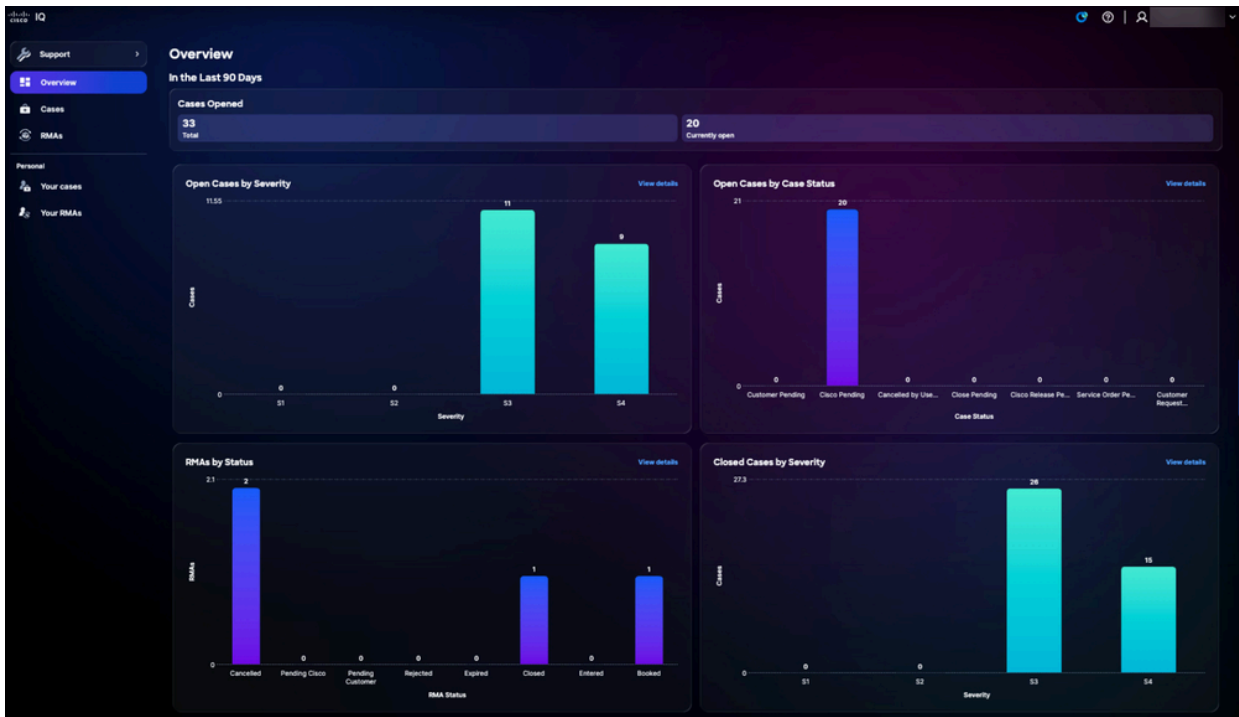 cisco IQ
Support
Overview
Cases
RMAs
Personal
Your cases
Your RMAs
Overview
In the Last 90 Days
Cases Opened
33
Total
20
Currently open
Open Cases by Severity
View details
11.55
11
9
Cases
0
0
0
S1
S2
S3
S4
Severity
Open Cases by Case Status
View details
21
20
Cases
0
0
0
0
0
0
0
Customer Pending
Cisco Pending
Cancelled by Use...
Close Pending
Cisco Release Pe...
Service Order Pe...
Customer
Request...
Case Status
RMAs by Status
View details
2.1
2
RMAs
1
1
0
0
0
0
0
0
Cancelled
Pending Cisco
Pending
Customer
Rejected
Expired
Closed
Entered
Booked
RMA Status
Closed Cases by Severity
View details
27.3
26
15
Cases
0
0
0
S1
S2
S3
S4
Severity